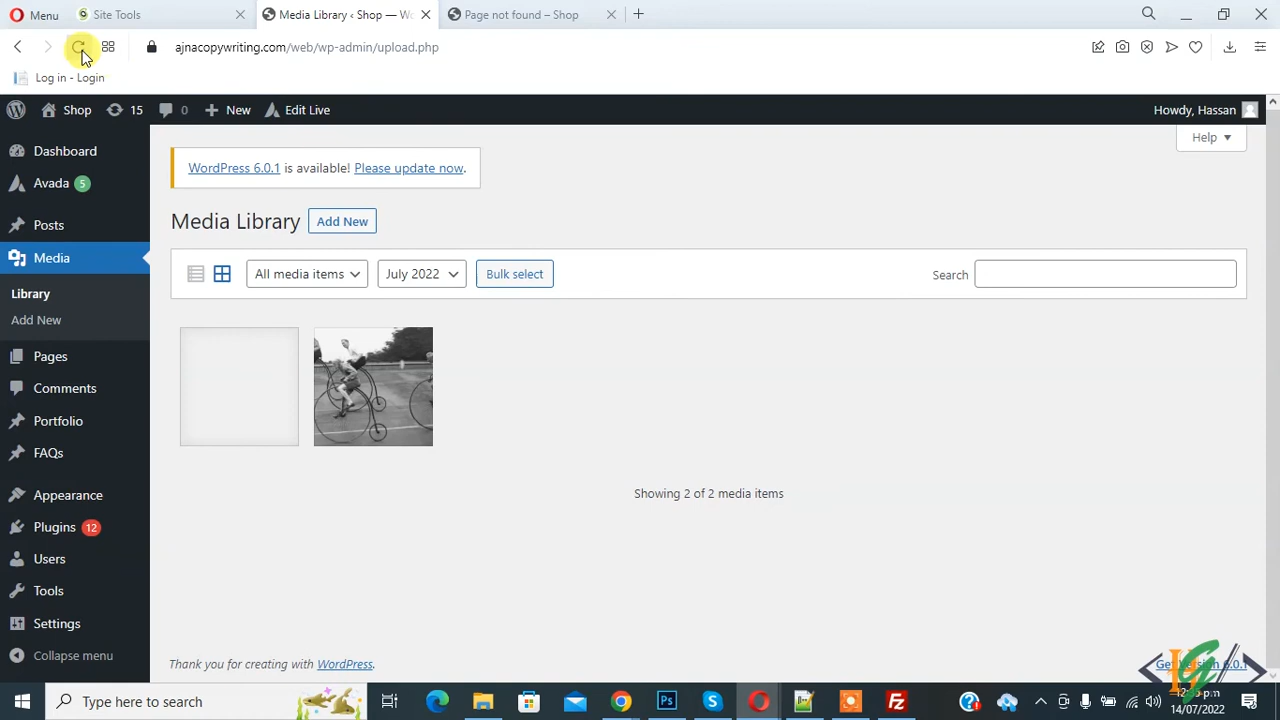 Menu
Site Tools
Media Library ‹ Shop — Wo
Page not found – Shop
ajnacopywriting.com/web/wp-admin/upload.php
Log in - Login
Shop
15
0
New
Edit Live
Howdy, Hassan
Help
Dashboard
Avada 5
Posts
Media
Library
Add New
Pages
Comments
Portfolio
FAQs
Appearance
Plugins 12
Users
Tools
Settings
Collapse menu
WordPress 6.0.1 is available! Please update now.
Media Library
Add New
All media items
July 2022
Bulk select
Search
Showing 2 of 2 media items
Thank you for creating with WordPress.
Type here to search
14/07/2022